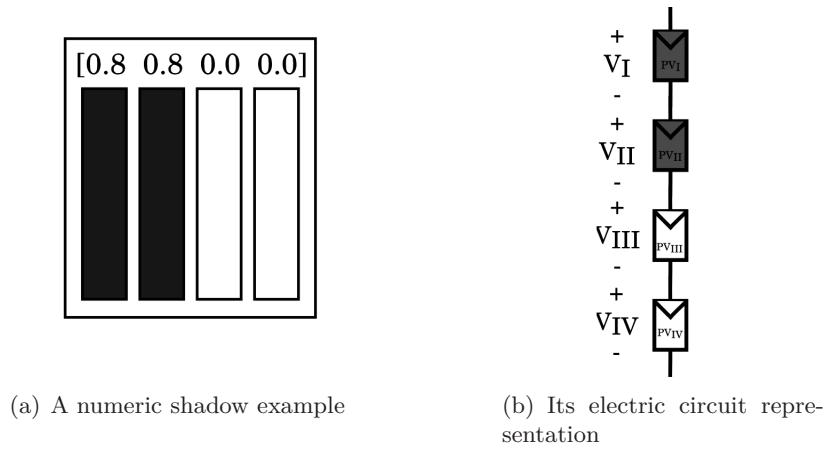 [0.8 0.8 0.0 0.0]
(a) A numeric shadow example
+
VI
-
PVI
+
VII
-
PVII
+
VIII
-
PVIII
+
VIV
-
PVIV
(b) Its electric circuit repre-
sentation